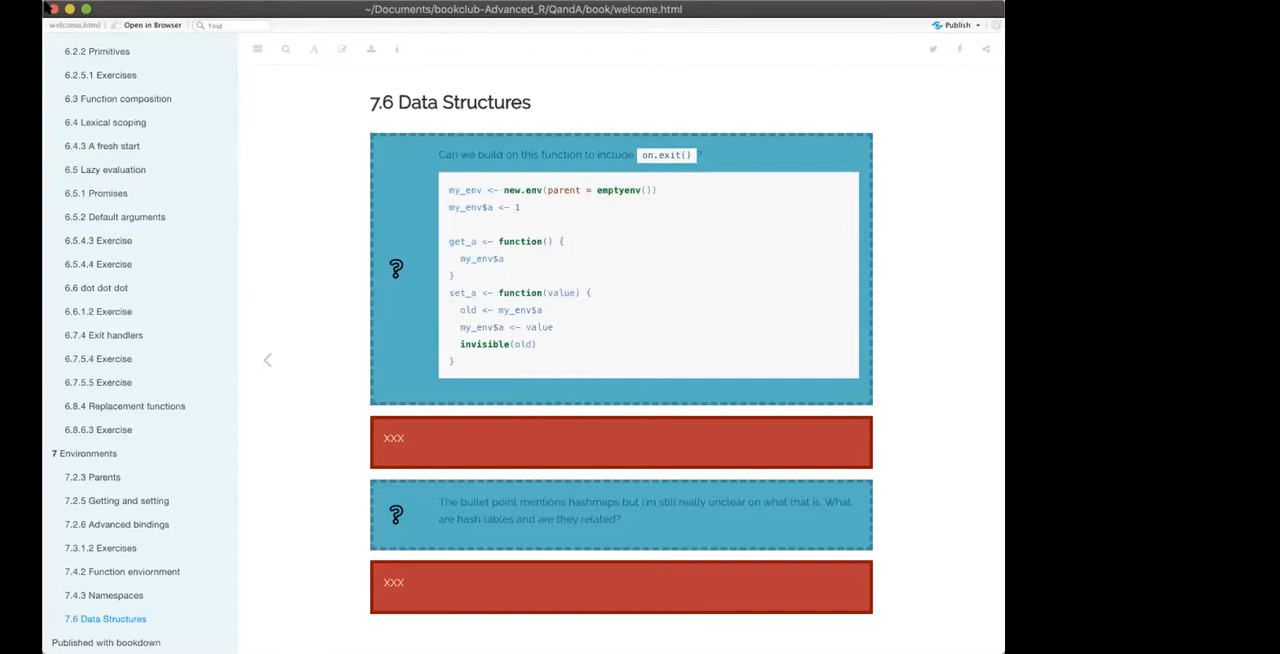 ~/Documents/bookclub-Advanced_R/QandA/book/welcome.html
welcome.html
Open in Browser
Find
Publish
6.2.2 Primitives
6.2.5.1 Exercises
6.3 Function composition
6.4 Lexical scoping
6.4.3 A fresh start
6.5 Lazy evaluation
6.5.1 Promises
6.5.2 Default arguments
6.5.4.3 Exercise
6.5.4.4 Exercise
6.6 dot dot dot
6.6.1.2 Exercise
6.7.4 Exit handlers
6.7.5.4 Exercise
6.7.5.5 Exercise
6.8.4 Replacement functions
6.8.6.3 Exercise
7 Environments
7.2.3 Parents
7.2.5 Getting and setting
7.2.6 Advanced bindings
7.3.1.2 Exercises
7.4.2 Function enviornment
7.4.3 Namespaces
7.6 Data Structures
Published with bookdown
7.6 Data Structures
Can we build on this function to include on.exit() ?
my_env <- new.env(parent = emptyenv())
my_env$a <- 1
get_a <- function() {
my_env$a
}
set_a <- function(value) {
old <- my_env$a
my_env$a <- value
invisible(old)
}
XXX
The bullet point mentions hashmaps but i'm still really unclear on what that is. What
are hash tables and are they related?
XXX